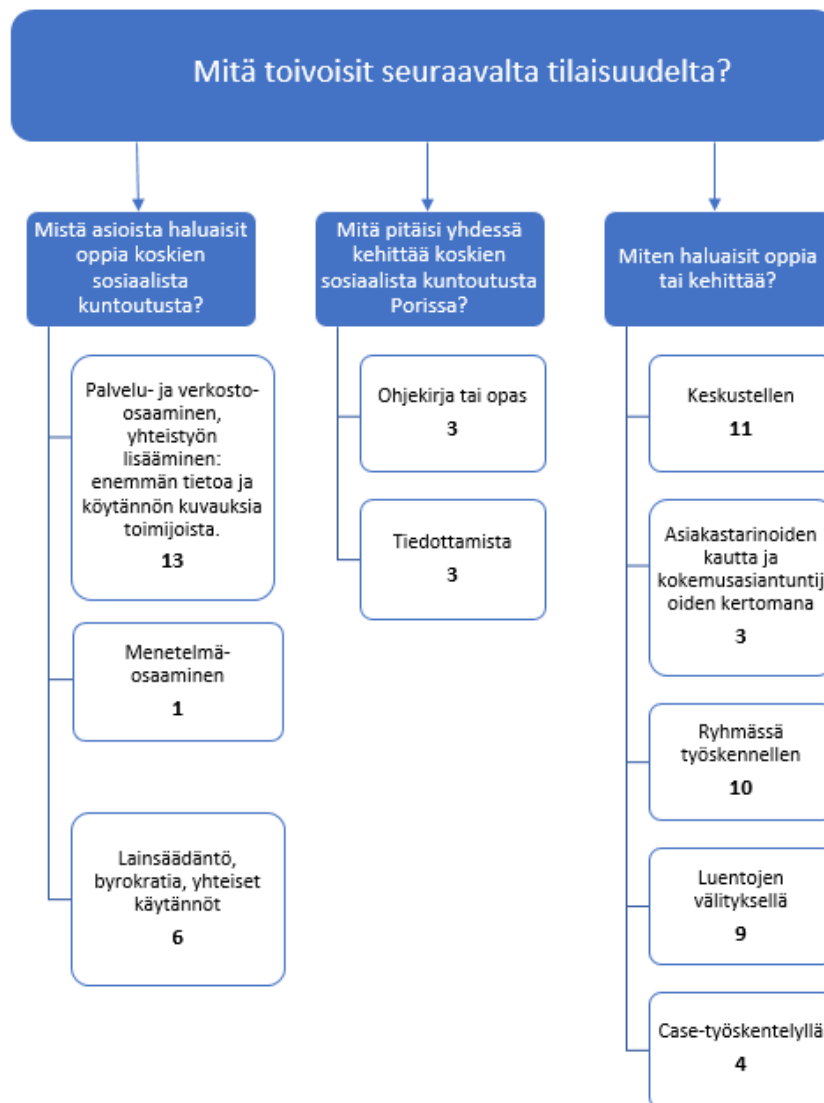 Mitä toivoisit seuraavalta tilaisuudelta?
Mistä asioista haluaisit
oppia koskien
sosiaalista
kuntoutusta?
Palvelu- ja verkosto-
osaaminen,
yhteistyön
lisääminen:
enemmän tietoa ja
köytännön kuvauksia
toimijoista.
13
Menetelmä-
osaaminen
1
Lainsäädäntö,
byrokratia, yhteiset
käytännöt
6
Mitä pitäisi yhdessä
kehittää koskien
sosiaalista kuntoutusta
Porissa?
Ohjekirja tai opas
3
Tiedottamista
3
Miten haluaisit oppia
tai kehittää?
Keskustellen
11
Asiakastarinoiden
kautta ja
kokemusasiantuntij
oiden kertomana
3
Ryhmässä
työskennellen
10
Luentojen
välityksellä
9
Case-työskentelyllä
4